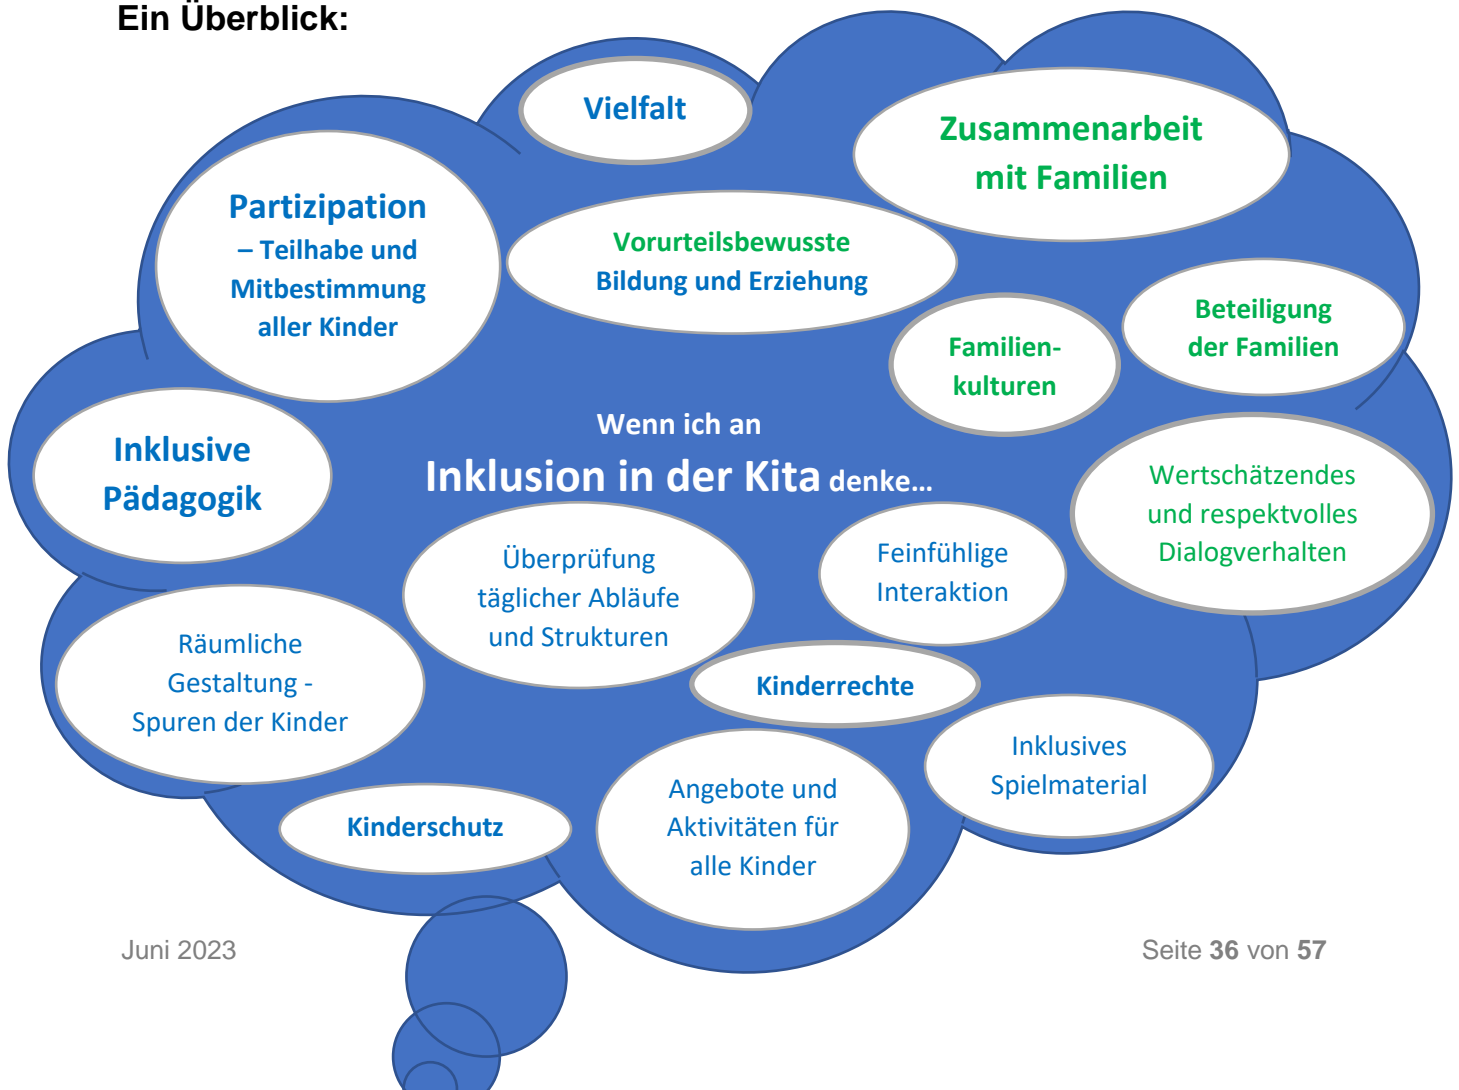 Ein Überblick:
Vielfalt
Zusammenarbeit
mit Familien
Partizipation
– Teilhabe und
Mitbestimmung
aller Kinder
Vorurteilsbewusste
Bildung und Erziehung
Beteiligung
der Familien
Familien-
kulturen
Wenn ich an
Inklusion in der Kita denke...
Inklusive
Pädagogik
Wertschätzendes
und respektvolles
Dialogverhalten
Überprüfung
täglicher Abläufe
und Strukturen
Feinfühlige
Interaktion
Räumliche
Gestaltung -
Spuren der Kinder
Kinderrechte
Inklusives
Spielmaterial
Angebote und
Aktivitäten für
alle Kinder
Kinderschutz
Juni 2023
Seite 36 von 57